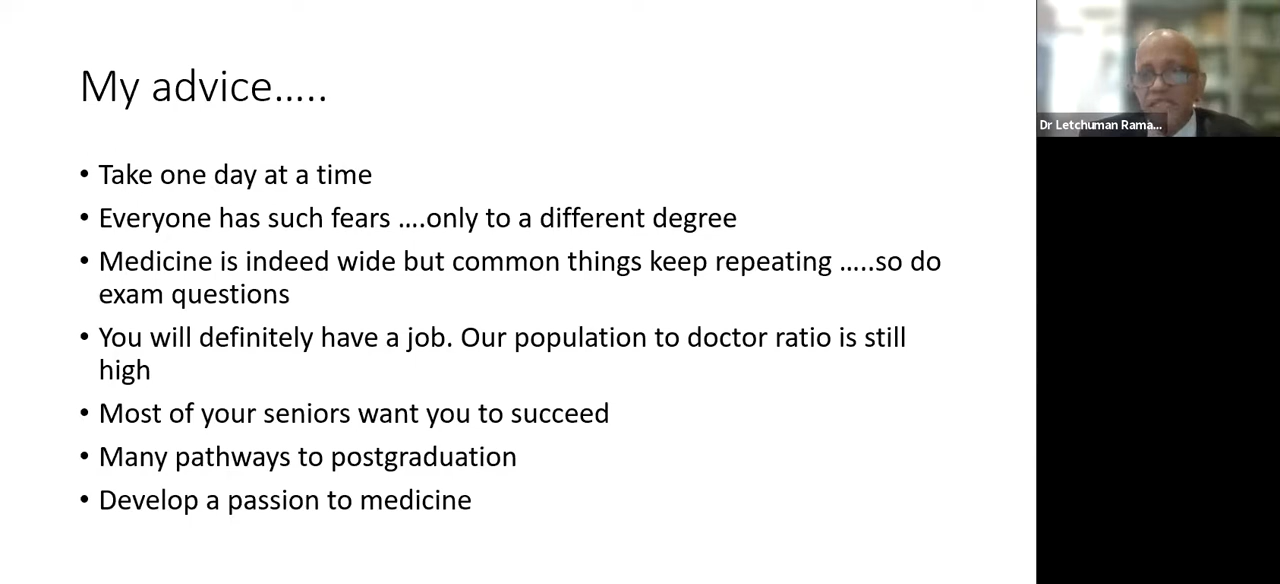 My advice.....
• Take one day at a time
• Everyone has such fears ....only to a different degree
• Medicine is indeed wide but common things keep repeating .....so do
exam questions
• You will definitely have a job. Our population to doctor ratio is still
high
• Most of your seniors want you to succeed
• Many pathways to postgraduation
• Develop a passion to medicine
Dr Letchuman Rama...